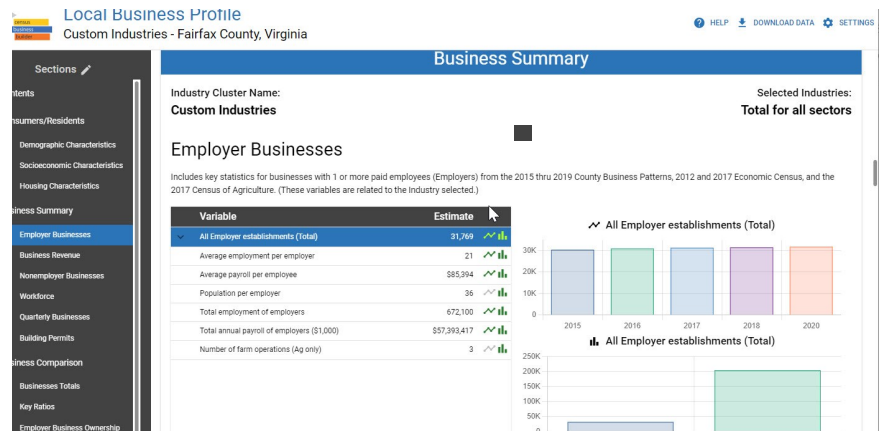 census
business
builder
Local Business Profile
Custom Industries - Fairfax County, Virginia
HELP
DOWNLOAD DATA
SETTINGS
Sections
ntents
nsumers/Residents
Demographic Characteristics
Socioeconomic Characteristics
Housing Characteristics
siness Summary
Employer Businesses
Business Revenue
Nonemployer Businesses
Workforce
Quarterly Businesses
Building Permits
siness Comparison
Businesses Totals
Key Ratios
Employer Business Ownership
Business Summary
Industry Cluster Name:
Custom Industries
Selected Industries:
Total for all sectors
Employer Businesses
Includes key statistics for businesses with 1 or more paid employees (Employers) from the 2015 thru 2019 County Business Patterns, 2012 and 2017 Economic Census, and the
2017 Census of Agriculture. (These variables are related to the Industry selected.)
Variable Estimate
All Employer establishments (Total) 31,769
Average employment per employer 21
Average payroll per employee $85,394
Population per employer 36
Total employment of employers 672,100
Total annual payroll of employers ($1,000) $57,393,417
Number of farm operations (Ag only) 3
All Employer establishments (Total)
30K
20K
10K
0
2015 2016 2017 2018 2020
All Employer establishments (Total)
250K
200K
150K
100K
50K
0